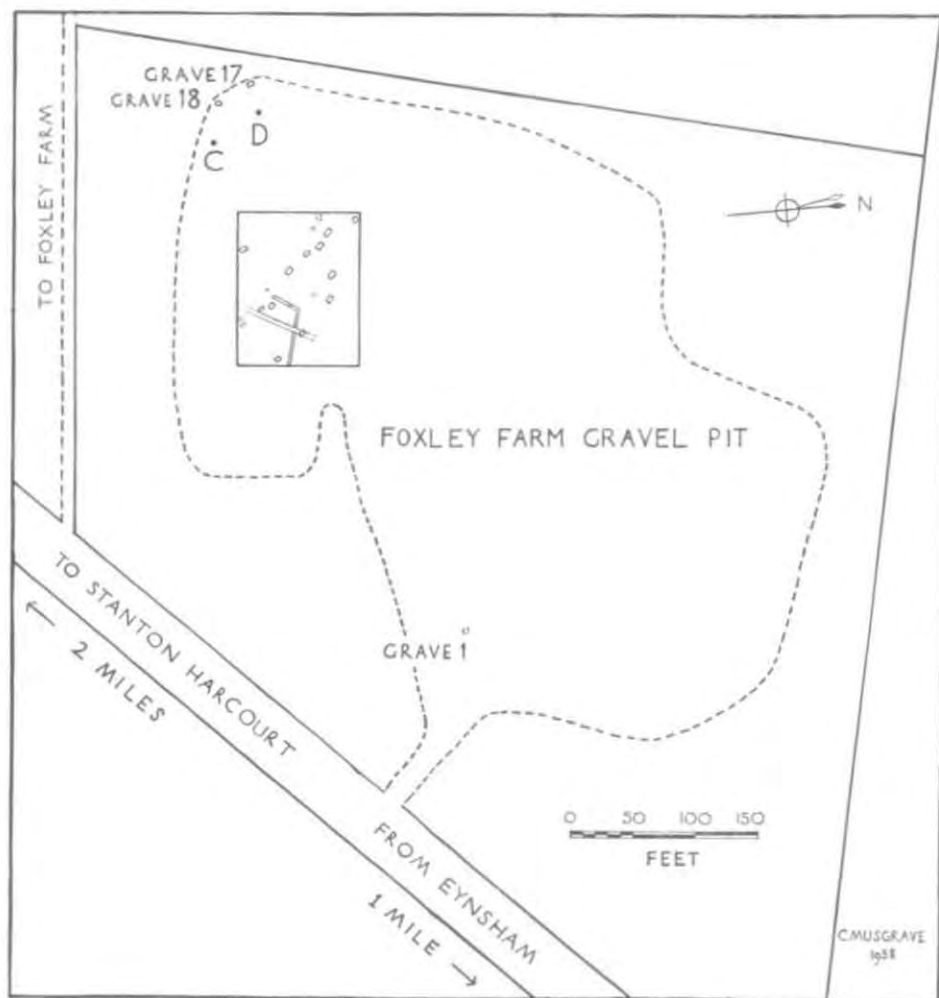 GRAVE 17
GRAVE 18
D
C
TO FOXLEY FARM
N
FOXLEY FARM GRAVEL PIT
GRAVE 1
TO STANTON HARCOURT
← 2 MILES
FROM EYNSHAM
1 MILE →
0 50 100 150
FEET
C.MUSGRAVE
1938